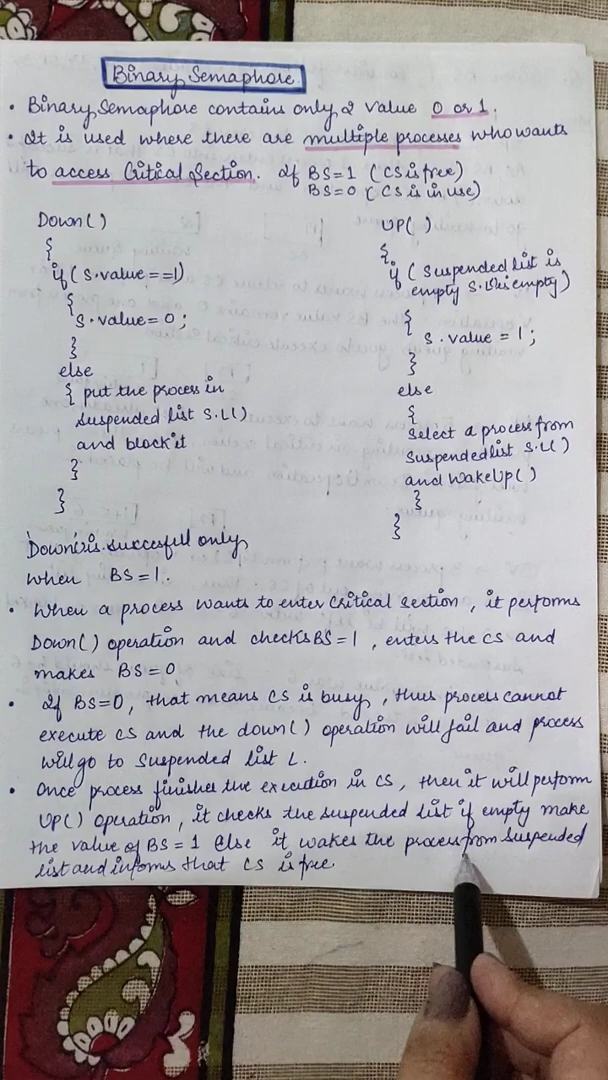 Binary Semaphore
• Binary Semaphore contains only 2 value 0 or 1.
• It is used where there are multiple processes who wants
to access Critical Section. If BS=1 (CS is free)
BS=0 (CS is in use)
Down()
{
if(S.value==1)
{
S.value=0;
}
else
{ put the process in
Suspended list S.L()
and block it
}
}
UP()
{
if (Suspended list is
empty S.L is empty)
{
S.value = 1;
}
else
{
Select a process from
Suspended list S.L()
and WakeUp()
}
}
'Down' is succesfull only
when BS=1.
• When a process wants to enter critical section, it performs
Down() operation and checks BS=1, enters the CS and
makes BS=0
• If BS=0, that means CS is busy, thus process cannot
execute CS and the down() operation will fail and process
will go to Suspended list L.
• Once process finishes the execution in CS, then it will perform
UP() operation, it checks the suspended list if empty make
the value of BS=1 Else it wakes the process from suspended
list and informs that CS is free.